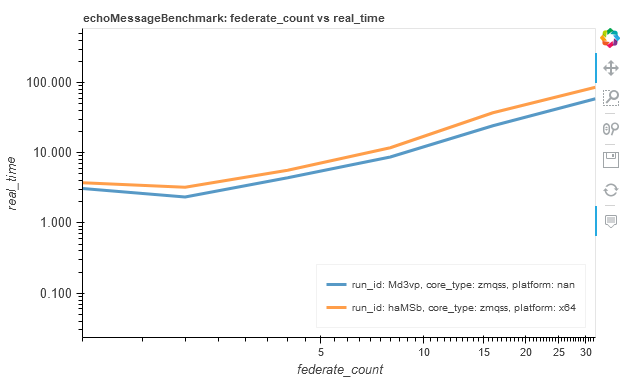 echoMessageBenchmark: federate_count vs real_time
100.000
10.000
1.000
0.100
real_time
run_id: Md3vp, core_type: zmqss, platform: nan
run_id: haMSb, core_type: zmqss, platform: x64
5
10
15
20
25
30
federate_count